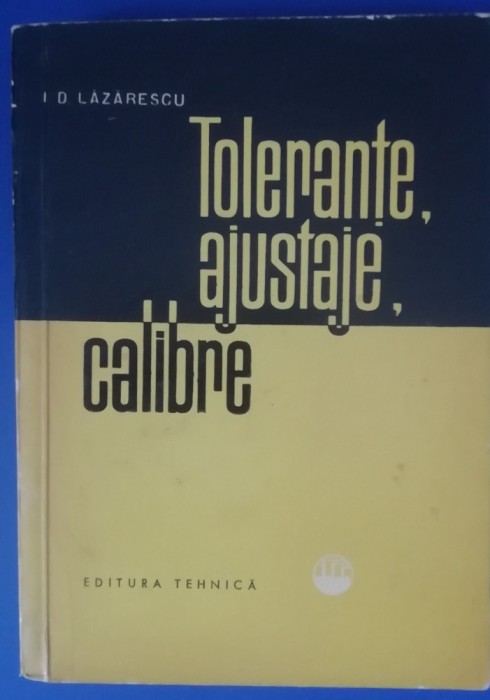 I. D. LĂZĂRESCU
Toleranțe,
ajustaje,
calibre
EDITURA TEHNICĂ